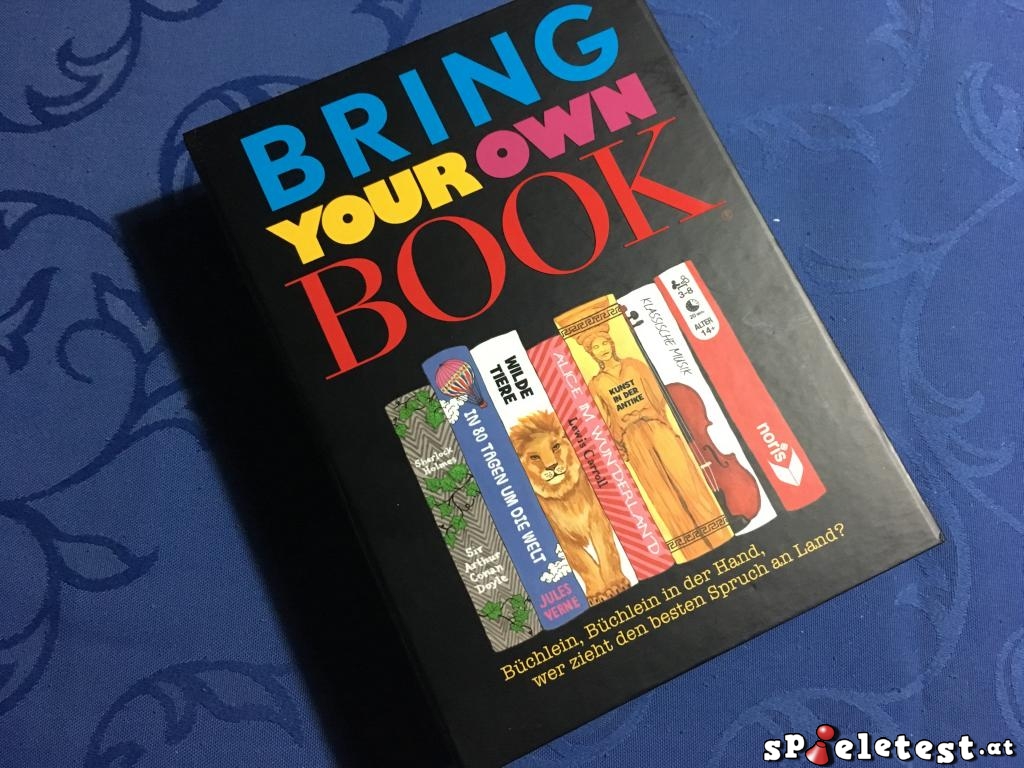 BRING
YOUR OWN
BOOK®
Sherlock
Holmes
Sir
Arthur
Conan
Doyle
IN 80 TAGEN UM DIE WELT
JULES
VERNE
WILDE
TIERE
ALICE IM WUNDERLAND
Lewis Carroll
KUNST
IN DER
ANTIKE
KLASSISCHE MUSIK
3-8
20 min
ALTER
14+
noris
Büchlein, Büchlein in der Hand,
wer zieht den besten Spruch an Land?
spieletest.at